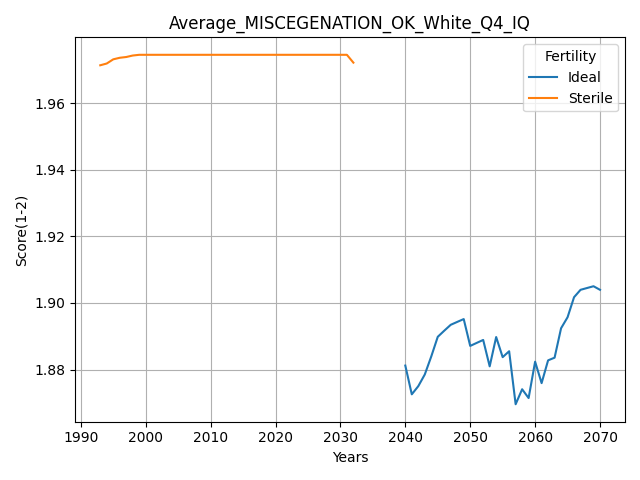 Average_MISCEGENATION_OK_White_Q4_IQ
Fertility
Ideal
Sterile
Score(1-2)
1.96
1.94
1.92
1.90
1.88
1990 2000 2010 2020 2030 2040 2050 2060 2070
Years